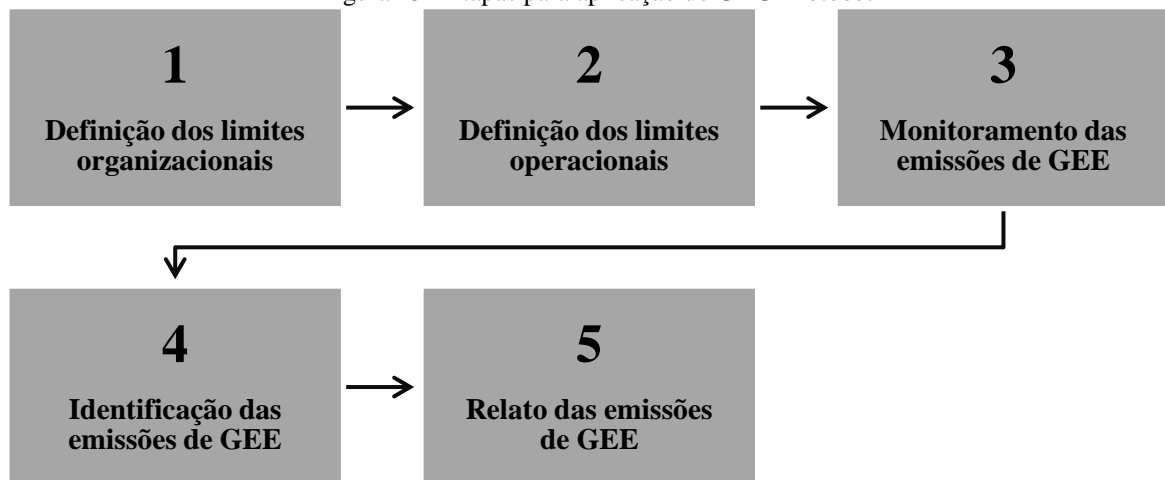 1
Definição dos limites
organizacionais
2
Definição dos limites
operacionais
3
Monitoramento das
emissões de GEE
4
Identificação das
emissões de GEE
5
Relato das emissões
de GEE